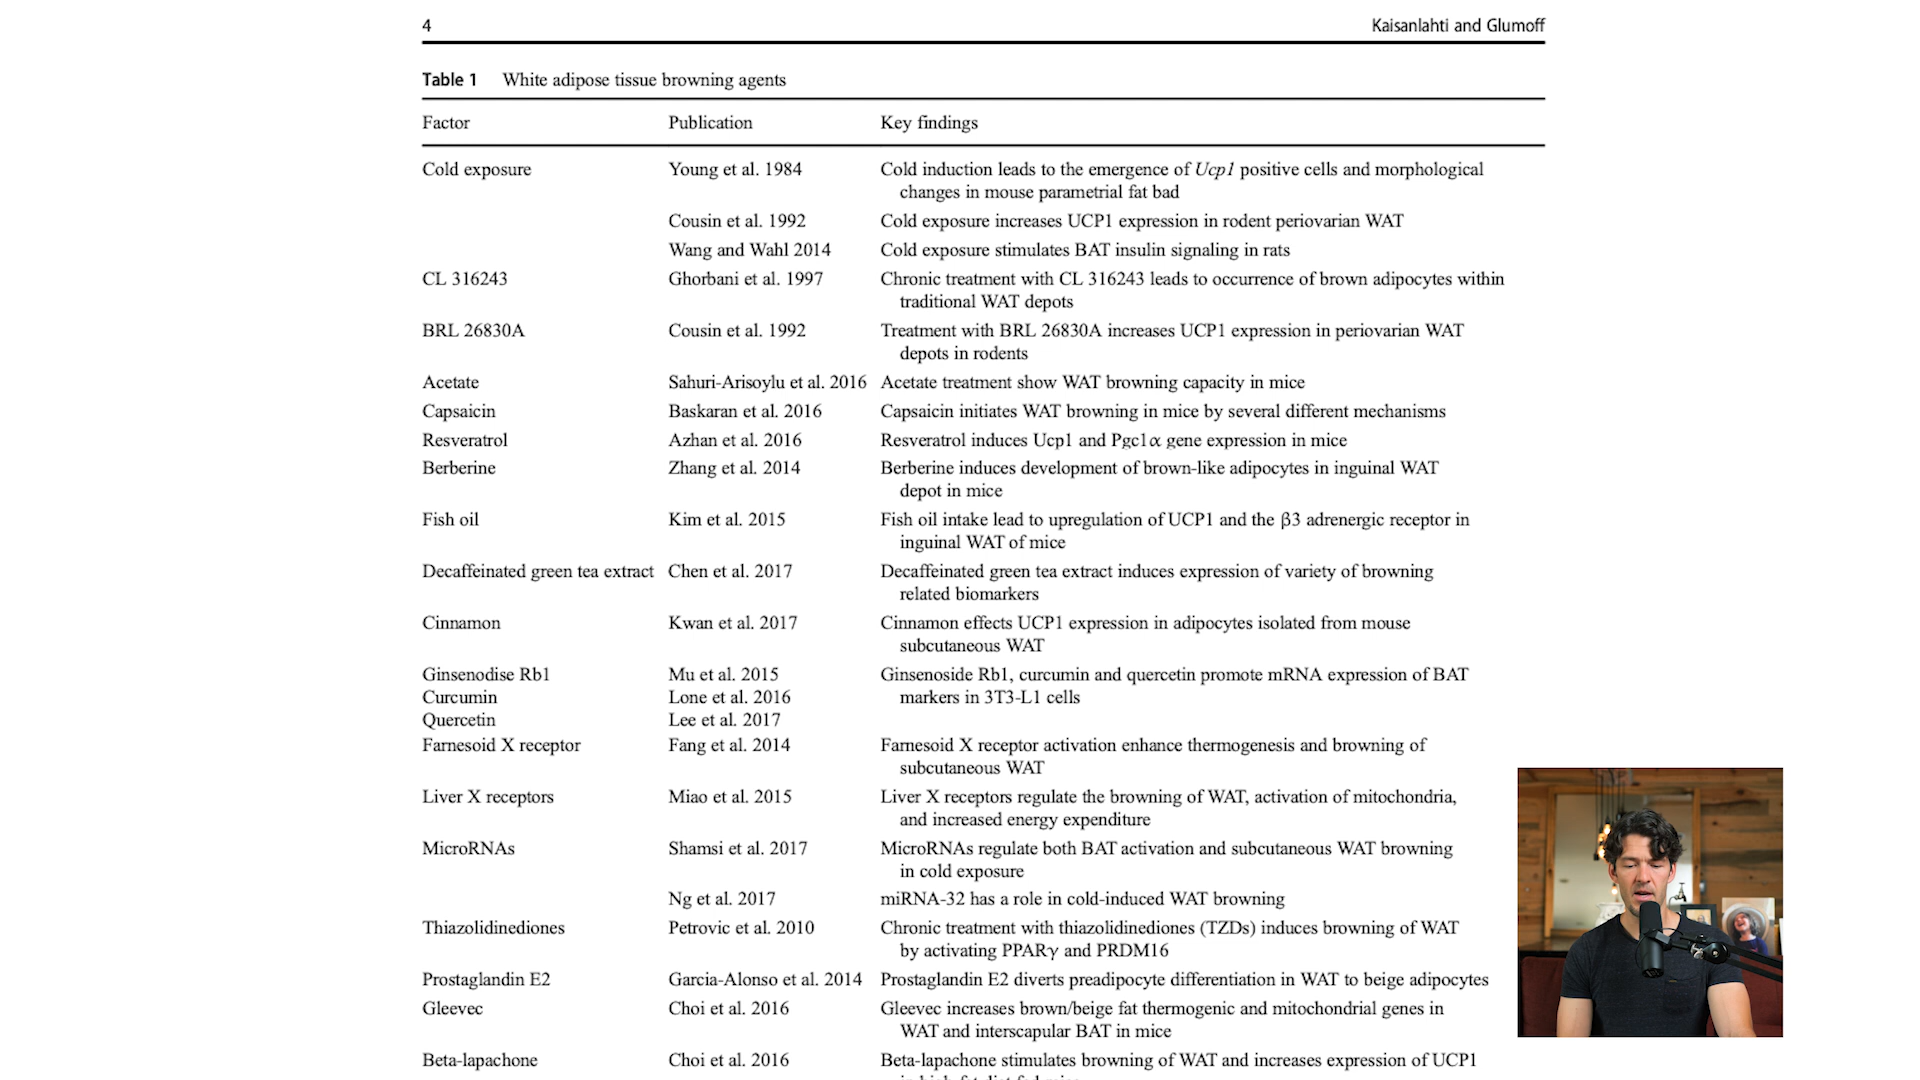 4 Kaisanlahti and Glumoff
Table 1 White adipose tissue browning agents
Factor Publication Key findings
Cold exposure Young et al. 1984 Cold induction leads to the emergence of Ucp1 positive cells and morphological
changes in mouse parametrial fat bad
Cousin et al. 1992 Cold exposure increases UCP1 expression in rodent periovarian WAT
Wang and Wahl 2014 Cold exposure stimulates BAT insulin signaling in rats
CL 316243 Ghorbani et al. 1997 Chronic treatment with CL 316243 leads to occurrence of brown adipocytes within
traditional WAT depots
BRL 26830A Cousin et al. 1992 Treatment with BRL 26830A increases UCP1 expression in periovarian WAT
depots in rodents
Acetate Sahuri-Arisoylu et al. 2016 Acetate treatment show WAT browning capacity in mice
Capsaicin Baskaran et al. 2016 Capsaicin initiates WAT browning in mice by several different mechanisms
Resveratrol Azhan et al. 2016 Resveratrol induces Ucp1 and Pgc1α gene expression in mice
Berberine Zhang et al. 2014 Berberine induces development of brown-like adipocytes in inguinal WAT
depot in mice
Fish oil Kim et al. 2015 Fish oil intake lead to upregulation of UCP1 and the β3 adrenergic receptor in
inguinal WAT of mice
Decaffeinated green tea extract Chen et al. 2017 Decaffeinated green tea extract induces expression of variety of browning
related biomarkers
Cinnamon Kwan et al. 2017 Cinnamon effects UCP1 expression in adipocytes isolated from mouse
subcutaneous WAT
Ginsenodise Rb1 Mu et al. 2015 Ginsenoside Rb1, curcumin and quercetin promote mRNA expression of BAT
Curcumin Lone et al. 2016 markers in 3T3-L1 cells
Quercetin Lee et al. 2017
Farnesoid X receptor Fang et al. 2014 Farnesoid X receptor activation enhance thermogenesis and browning of
subcutaneous WAT
Liver X receptors Miao et al. 2015 Liver X receptors regulate the browning of WAT, activation of mitochondria,
and increased energy expenditure
MicroRNAs Shamsi et al. 2017 MicroRNAs regulate both BAT activation and subcutaneous WAT browning
in cold exposure
Ng et al. 2017 miRNA-32 has a role in cold-induced WAT browning
Thiazolidinediones Petrovic et al. 2010 Chronic treatment with thiazolidinediones (TZDs) induces browning of WAT
by activating PPARγ and PRDM16
Prostaglandin E2 Garcia-Alonso et al. 2014 Prostaglandin E2 diverts preadipocyte differentiation in WAT to beige adipocytes
Gleevec Choi et al. 2016 Gleevec increases brown/beige fat thermogenic and mitochondrial genes in
WAT and interscapular BAT in mice
Beta-lapachone Choi et al. 2016 Beta-lapachone stimulates browning of WAT and increases expression of UCP1